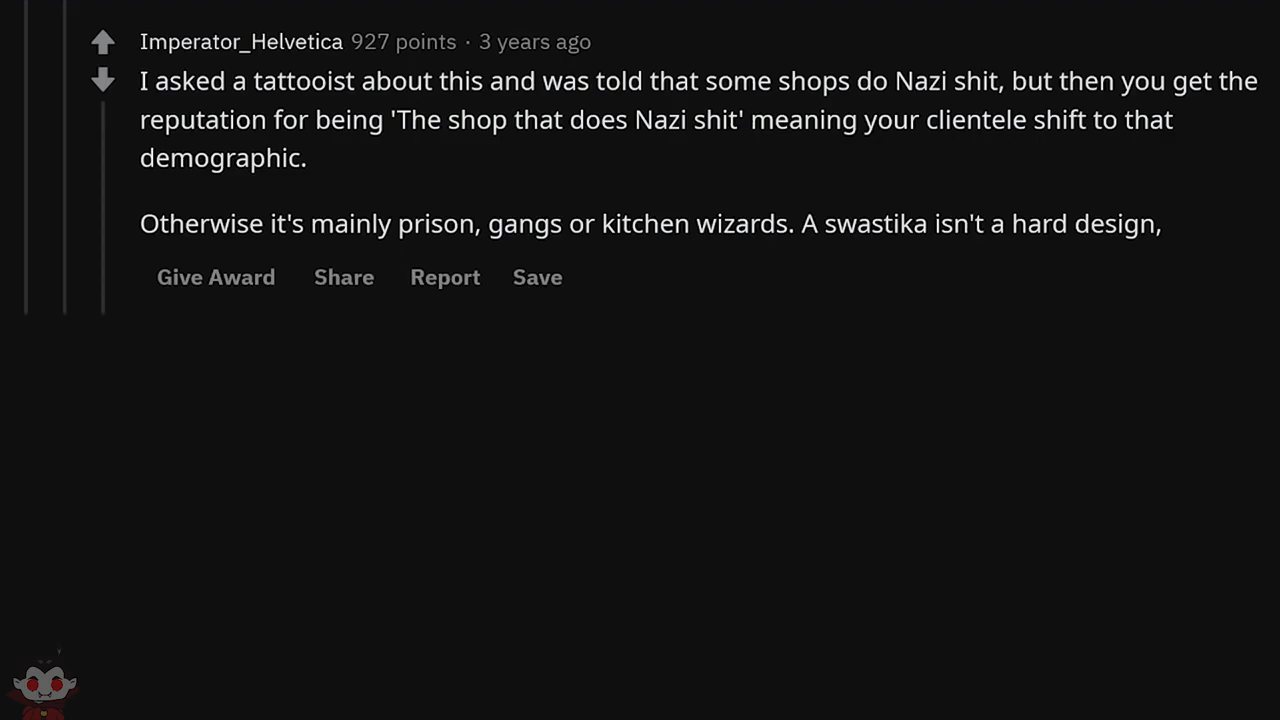 Imperator_Helvetica 927 points · 3 years ago
I asked a tattooist about this and was told that some shops do Nazi shit, but then you get the
reputation for being 'The shop that does Nazi shit' meaning your clientele shift to that
demographic.
Otherwise it's mainly prison, gangs or kitchen wizards. A swastika isn't a hard design,
Give Award Share Report Save